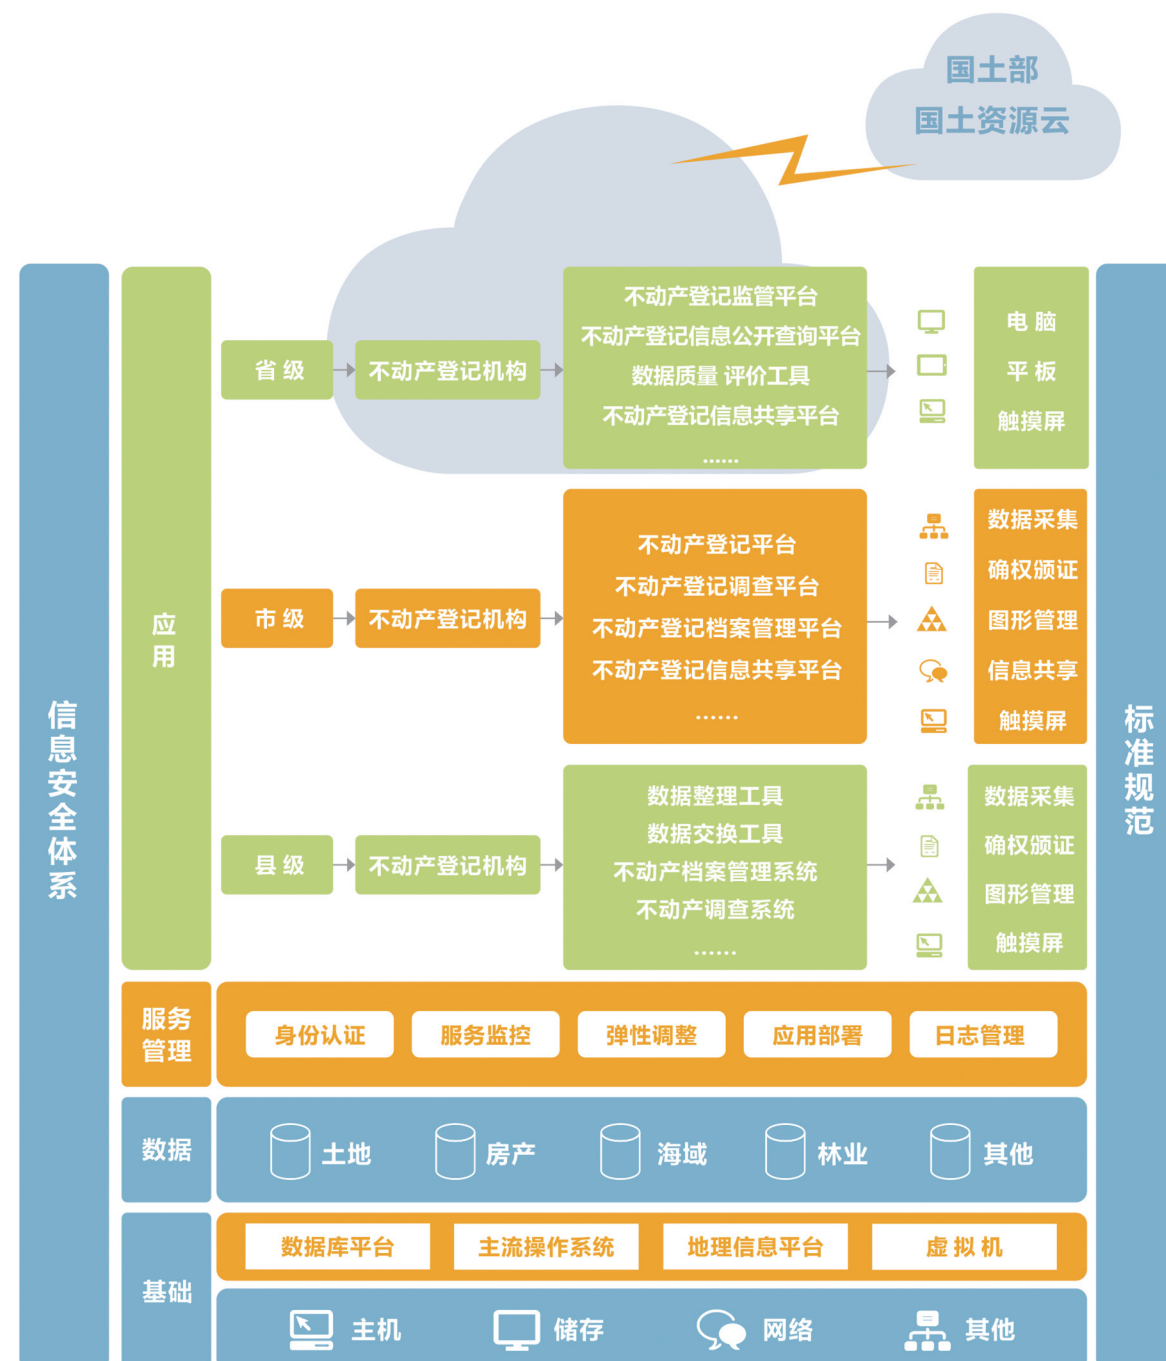 国土部
国土资源云
信息安全体系
应用
省级
不动产登记机构
不动产登记监管平台
不动产登记信息公开查询平台
数据质量 评价工具
不动产登记信息共享平台
......
电脑
平板
触摸屏
市级
不动产登记机构
不动产登记平台
不动产登记调查平台
不动产登记档案管理平台
不动产登记信息共享平台
......
数据采集
确权颁证
图形管理
信息共享
触摸屏
县级
不动产登记机构
数据整理工具
数据交换工具
不动产档案管理系统
不动产调查系统
......
数据采集
确权颁证
图形管理
触摸屏
标准规范
服务
管理
身份认证
服务监控
弹性调整
应用部署
日志管理
数据
土地
房产
海域
林业
其他
基础
数据库平台
主流操作系统
地理信息平台
虚拟机
主机
储存
网络
其他